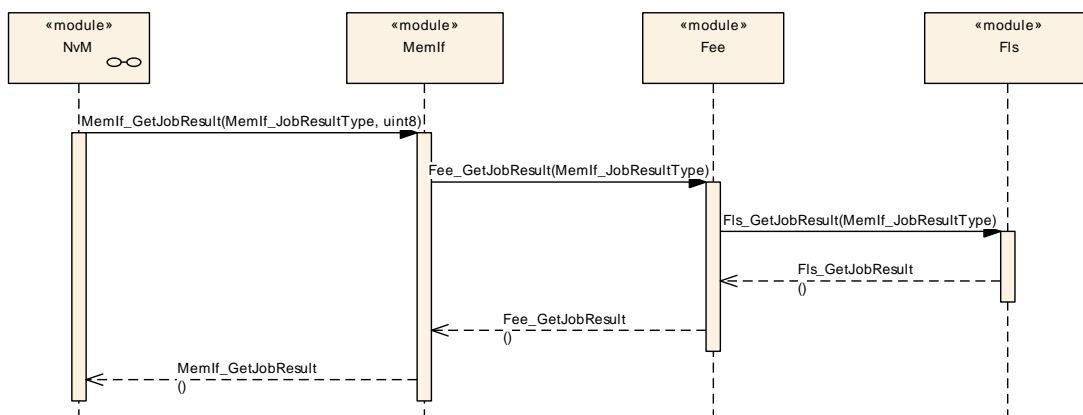 «module»
NvM
«module»
MemIf
«module»
Fee
«module»
Fls
MemIf_GetJobResult(MemIf_JobResultType, uint8)
Fee_GetJobResult(MemIf_JobResultType)
Fls_GetJobResult(MemIf_JobResultType)
Fls_GetJobResult
()
Fee_GetJobResult
()
MemIf_GetJobResult
()